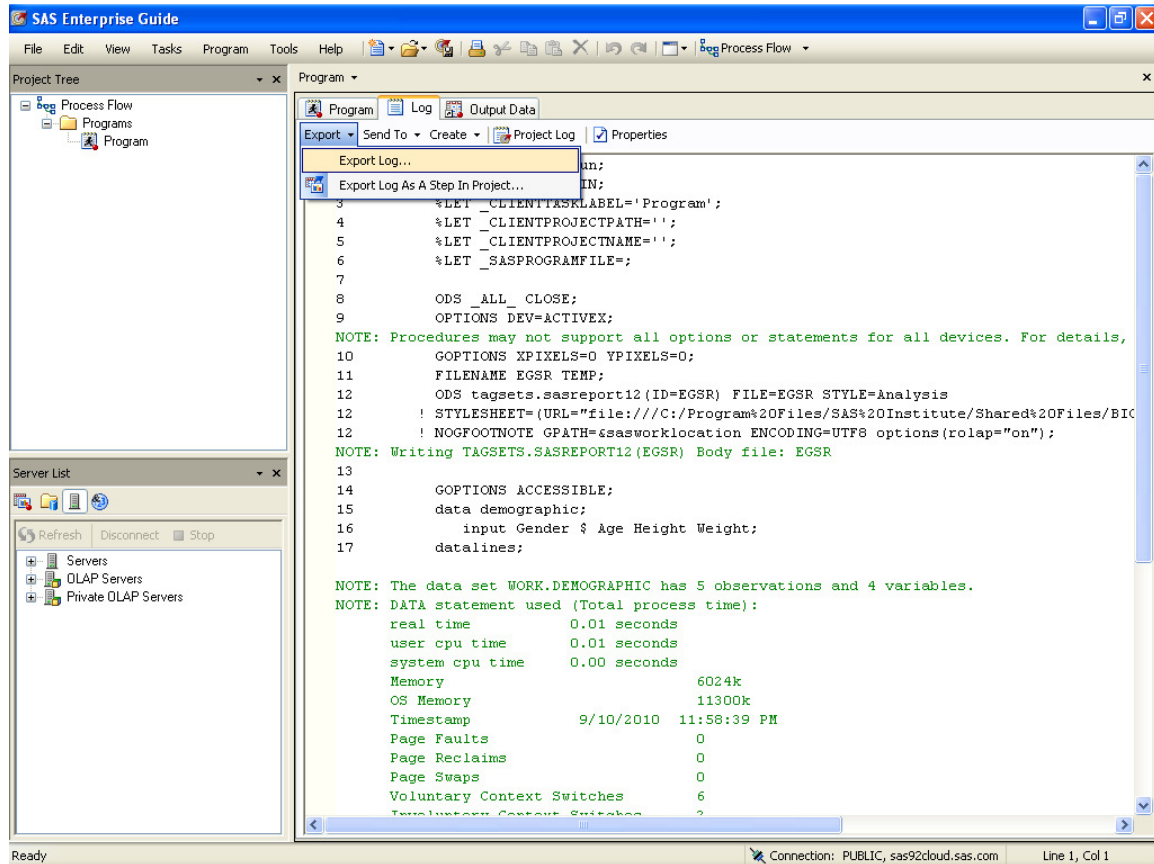 SAS Enterprise Guide
File Edit View Tasks Program Tools Help Process Flow
Project Tree
Process Flow
Programs
Program
Server List
Refresh Disconnect Stop
Servers
OLAP Servers
Private OLAP Servers
Program
Program Log Output Data
Export Send To Create Project Log Properties
Export Log...
Export Log As A Step In Project...
un;
IN;
3 %LET _CLIENTTASKLABEL='Program';
4 %LET _CLIENTPROJECTPATH='';
5 %LET _CLIENTPROJECTNAME='';
6 %LET _SASPROGRAMFILE=;
7
8 ODS _ALL_ CLOSE;
9 OPTIONS DEV=ACTIVEX;
NOTE: Procedures may not support all options or statements for all devices. For details,
10 GOPTIONS XPIXELS=0 YPIXELS=0;
11 FILENAME EGSR TEMP;
12 ODS tagsets.sasreport12(ID=EGSR) FILE=EGSR STYLE=Analysis
12 ! STYLESHEET=(URL="file:///C:/Program%20Files/SAS%20Institute/Shared%20Files/BIC
12 ! NOGFOOTNOTE GPATH=&sasworklocation ENCODING=UTF8 options(rolap="on");
NOTE: Writing TAGSETS.SASREPORT12(EGSR) Body file: EGSR
13
14 GOPTIONS ACCESSIBLE;
15 data demographic;
16 input Gender $ Age Height Weight;
17 datalines;
NOTE: The data set WORK.DEMOGRAPHIC has 5 observations and 4 variables.
NOTE: DATA statement used (Total process time):
real time 0.01 seconds
user cpu time 0.01 seconds
system cpu time 0.00 seconds
Memory 6024k
OS Memory 11300k
Timestamp 9/10/2010 11:58:39 PM
Page Faults 0
Page Reclaims 0
Page Swaps 0
Voluntary Context Switches 6
Involuntary Context Switches
Ready
Connection: PUBLIC, sas92cloud.sas.com Line 1, Col 1